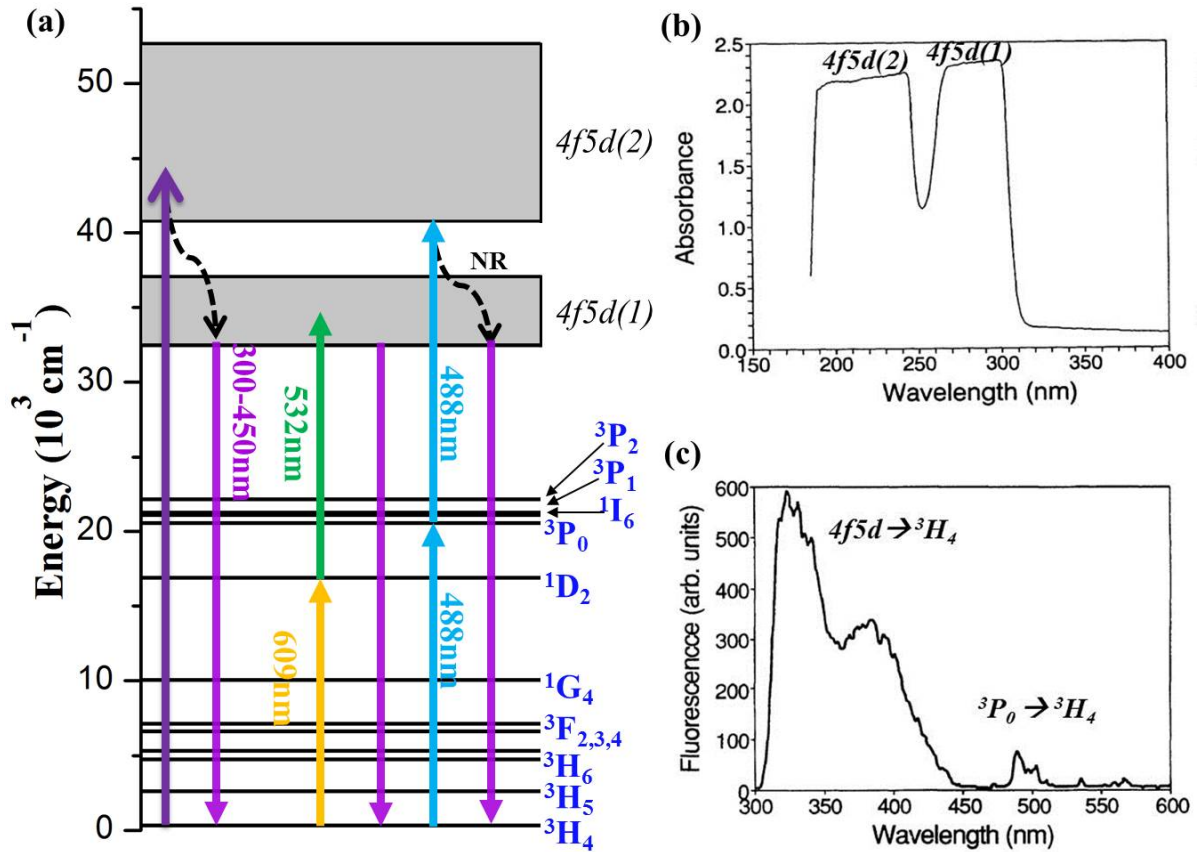 (a)
Energy (10³ cm⁻¹)
50
40
30
20
10
0
4f5d(2)
NR
4f5d(1)
300-450nm
532nm
488nm
609nm
488nm
³P₂
³P₁
¹I₆
³P₀
¹D₂
¹G₄
³F₂,₃,₄
³H₆
³H₅
³H₄
(b)
4f5d(2) 4f5d(1)
Absorbance
2.5
2.0
1.5
1.0
0.5
0.0
150 200 250 300 350 400
Wavelength (nm)
(c)
4f5d → ³H₄
³P₀ → ³H₄
Fluorescencce (arb. units)
600
500
400
300
200
100
0
300 350 400 450 500 550 600
Wavelength (nm)